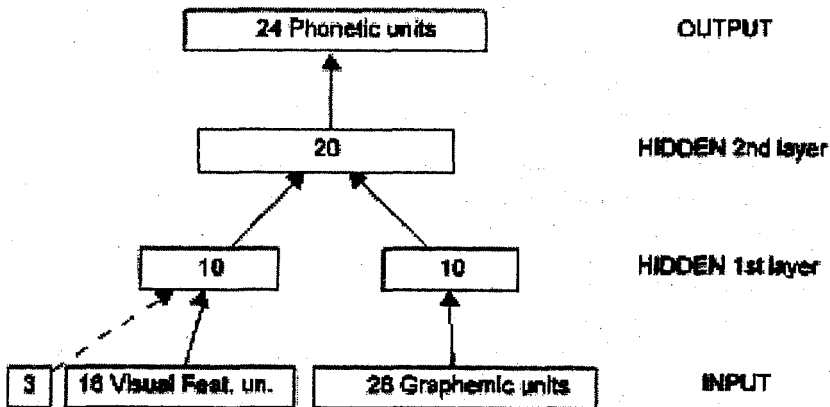 24 Phonetic units OUTPUT
20 HIDDEN 2nd layer
10 10 HIDDEN 1st layer
3 16 Visual Feat. un. 26 Graphemic units INPUT